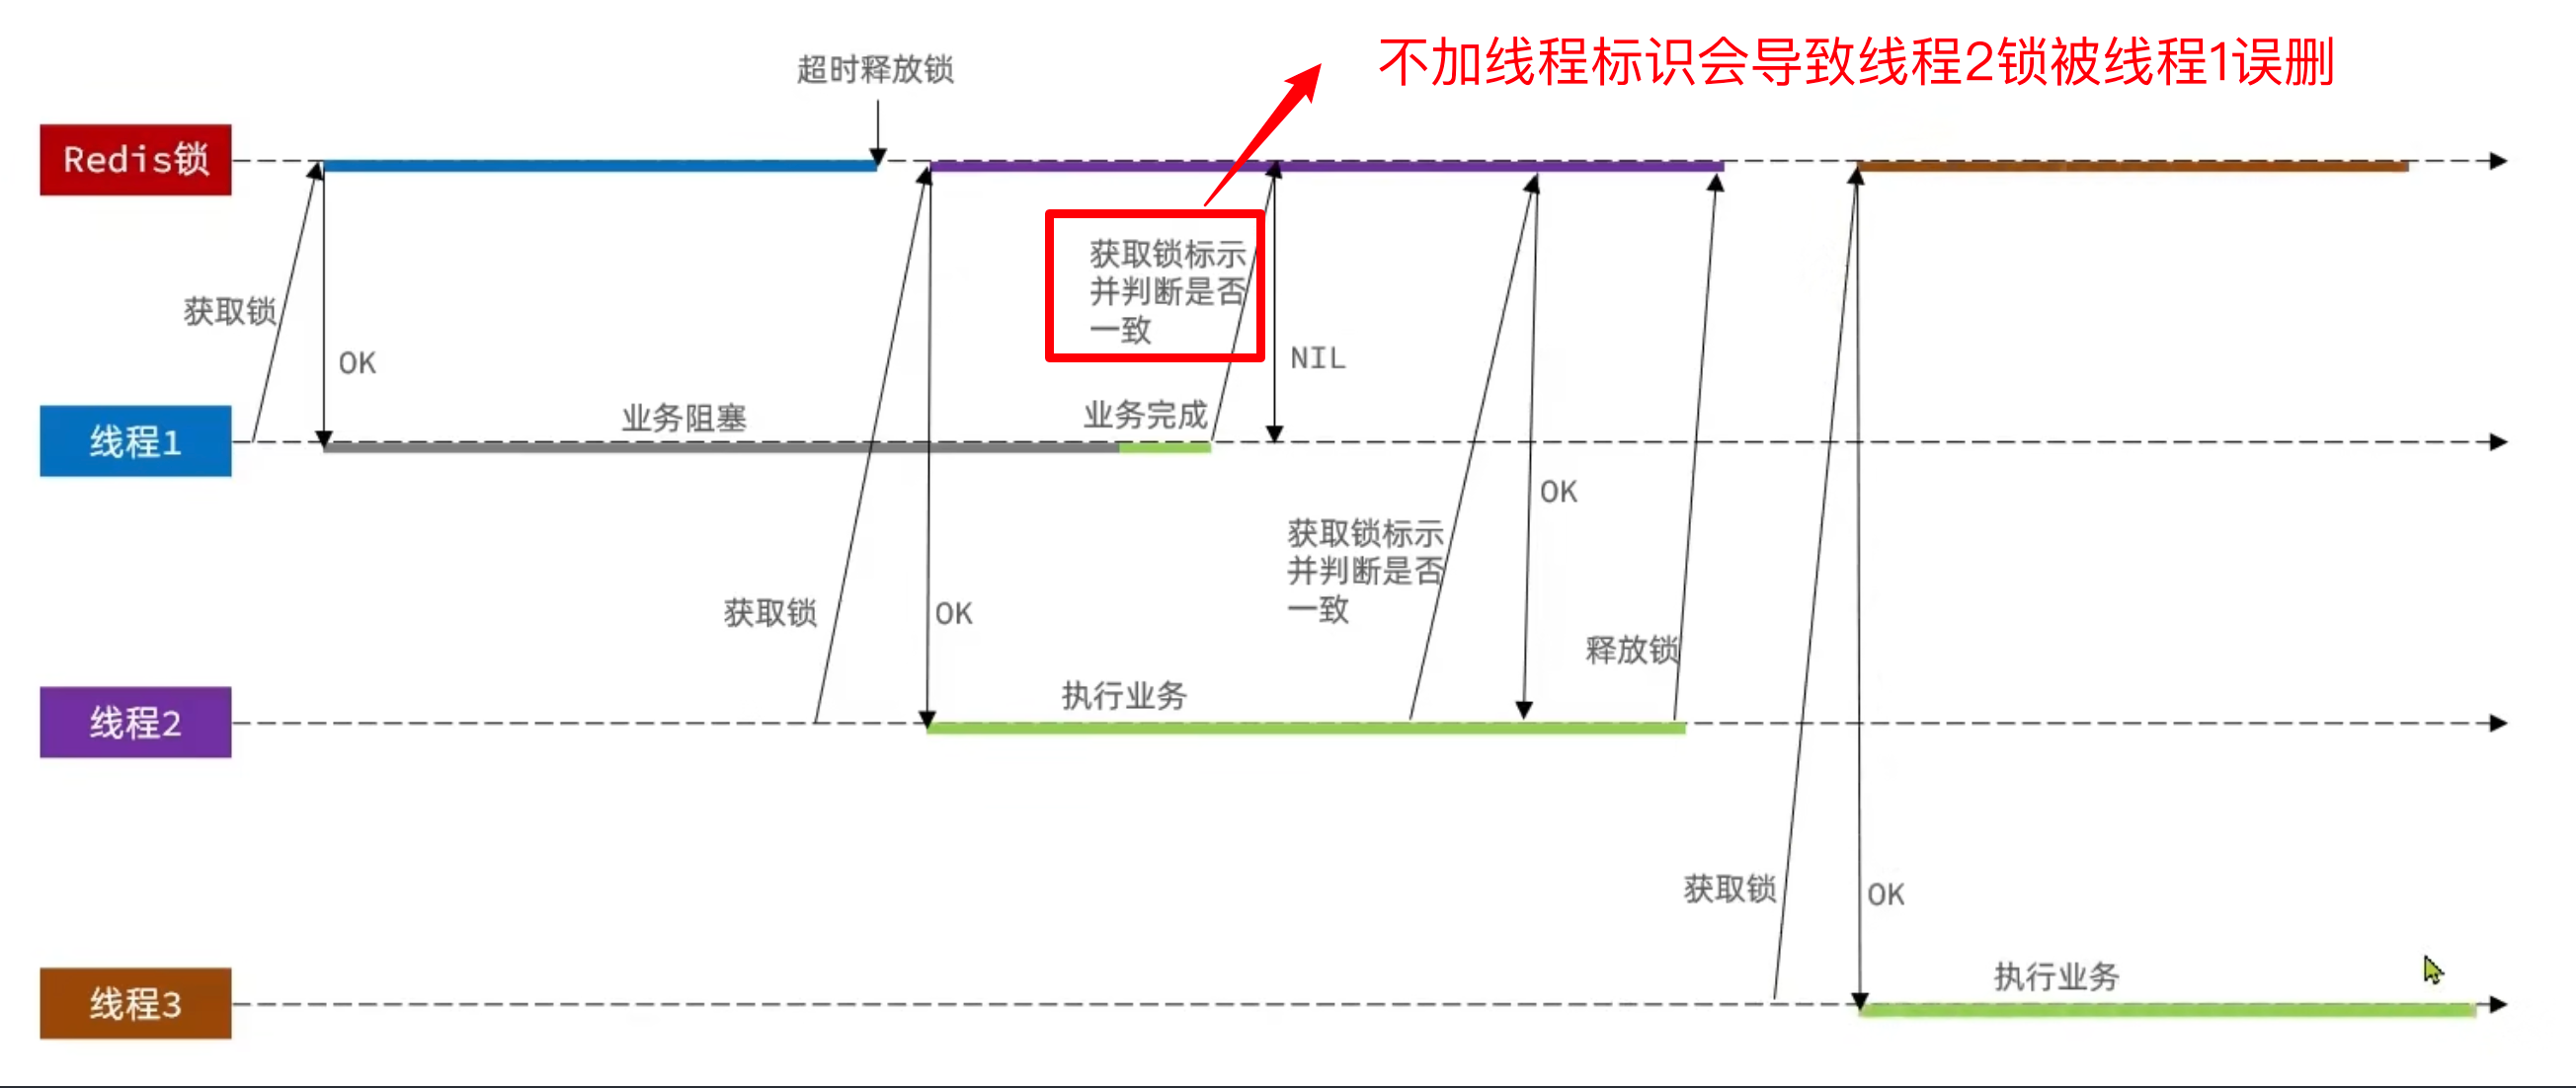 不加线程标识会导致线程2锁被线程1误删
超时释放锁
Redis锁
获取锁标示
并判断是否
一致
获取锁
OK
NIL
业务阻塞
业务完成
线程1
OK
获取锁标示
并判断是否
一致
获取锁
OK
释放锁
执行业务
线程2
获取锁
OK
执行业务
线程3